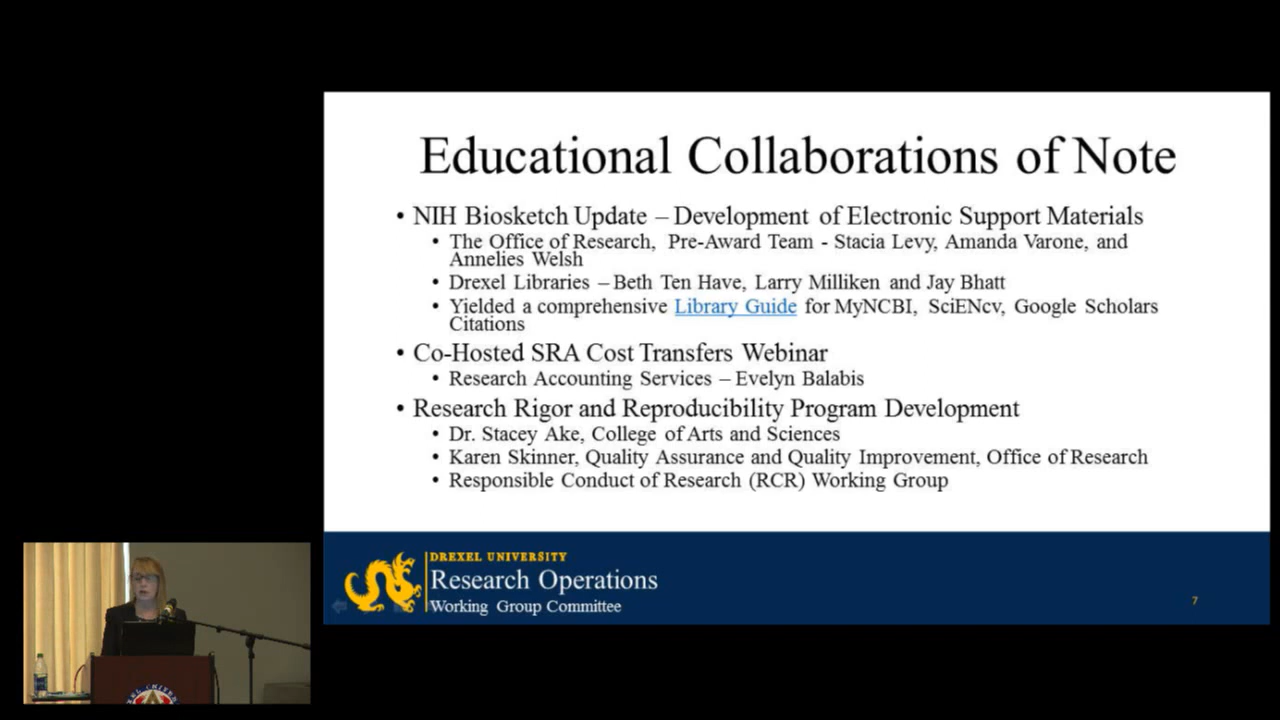 Educational Collaborations of Note
• NIH Biosketch Update – Development of Electronic Support Materials
• The Office of Research, Pre-Award Team - Stacia Levy, Amanda Varone, and
Annelies Welsh
• Drexel Libraries – Beth Ten Have, Larry Milliken and Jay Bhatt
• Yielded a comprehensive Library Guide for MyNCBI, SciENcv, Google Scholars
Citations
• Co-Hosted SRA Cost Transfers Webinar
• Research Accounting Services – Evelyn Balabis
• Research Rigor and Reproducibility Program Development
• Dr. Stacey Ake, College of Arts and Sciences
• Karen Skinner, Quality Assurance and Quality Improvement, Office of Research
• Responsible Conduct of Research (RCR) Working Group
DREXEL UNIVERSITY
Research Operations
Working Group Committee
7